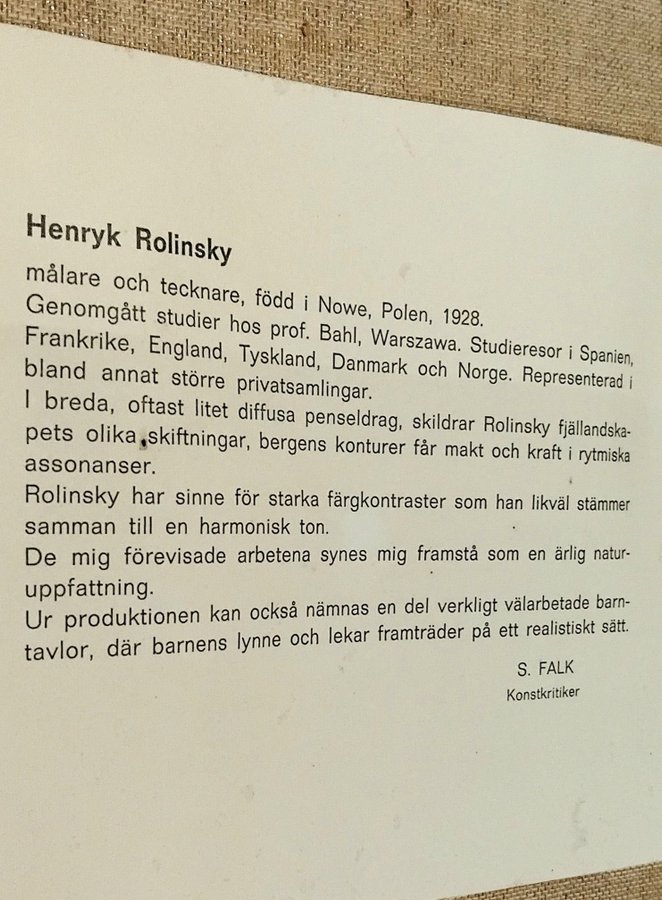 Henryk Rolinsky
målare och tecknare, född i Nowe, Polen, 1928.
Genomgått studier hos prof. Bahl, Warszawa. Studieresor i Spanien,
Frankrike, England, Tyskland, Danmark och Norge. Representerad i
bland annat större privatsamlingar.
I breda, oftast litet diffusa penseldrag, skildrar Rolinsky fjällandska-
pets olika skiftningar, bergens konturer får makt och kraft i rytmiska
assonanser.
Rolinsky har sinne för starka färgkontraster som han likväl stämmer
samman till en harmonisk ton.
De mig förevisade arbetena synes mig framstå som en ärlig natur-
uppfattning.
Ur produktionen kan också nämnas en del verkligt välarbetade barn-
tavlor, där barnens lynne och lekar framträder på ett realistiskt sätt.
S. FALK
Konstkritiker